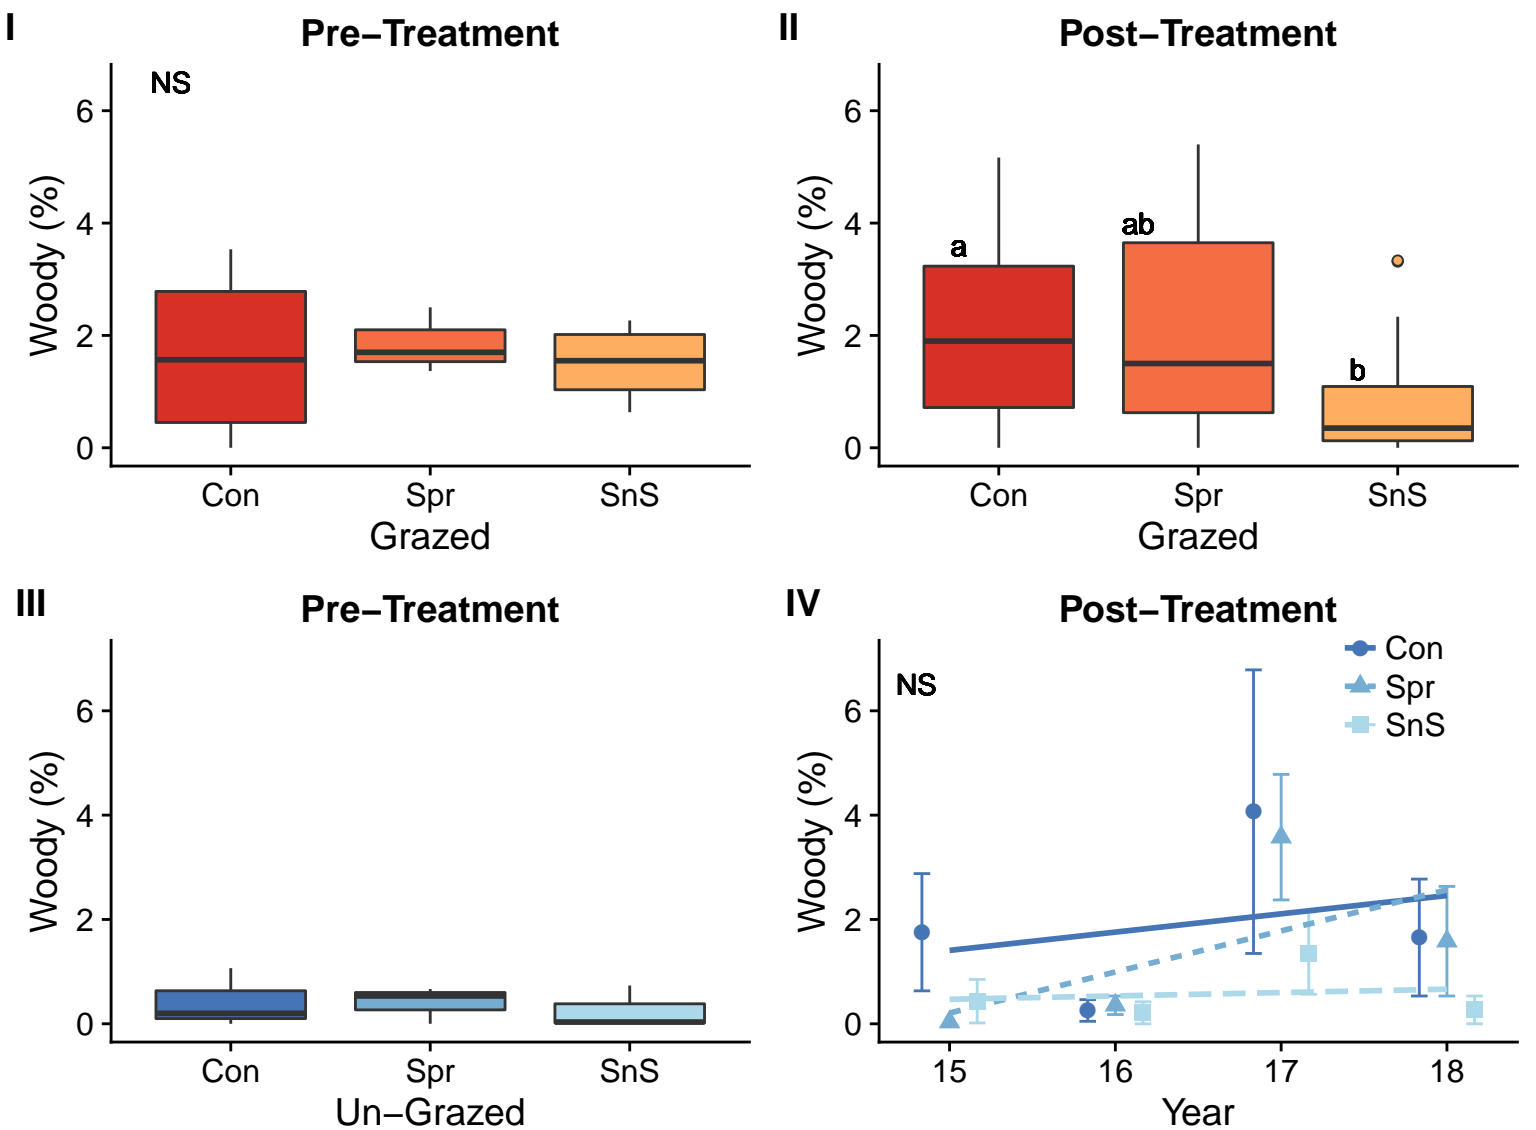 I
Pre−Treatment
NS
Woody (%)
6
4
2
0
Con Spr SnS
Grazed
II
Post−Treatment
Woody (%)
6
4
2
0
a
ab
b
Con Spr SnS
Grazed
III
Pre−Treatment
Woody (%)
6
4
2
0
Con Spr SnS
Un−Grazed
IV
Post−Treatment
NS
Con
Spr
SnS
Woody (%)
6
4
2
0
15 16 17 18
Year